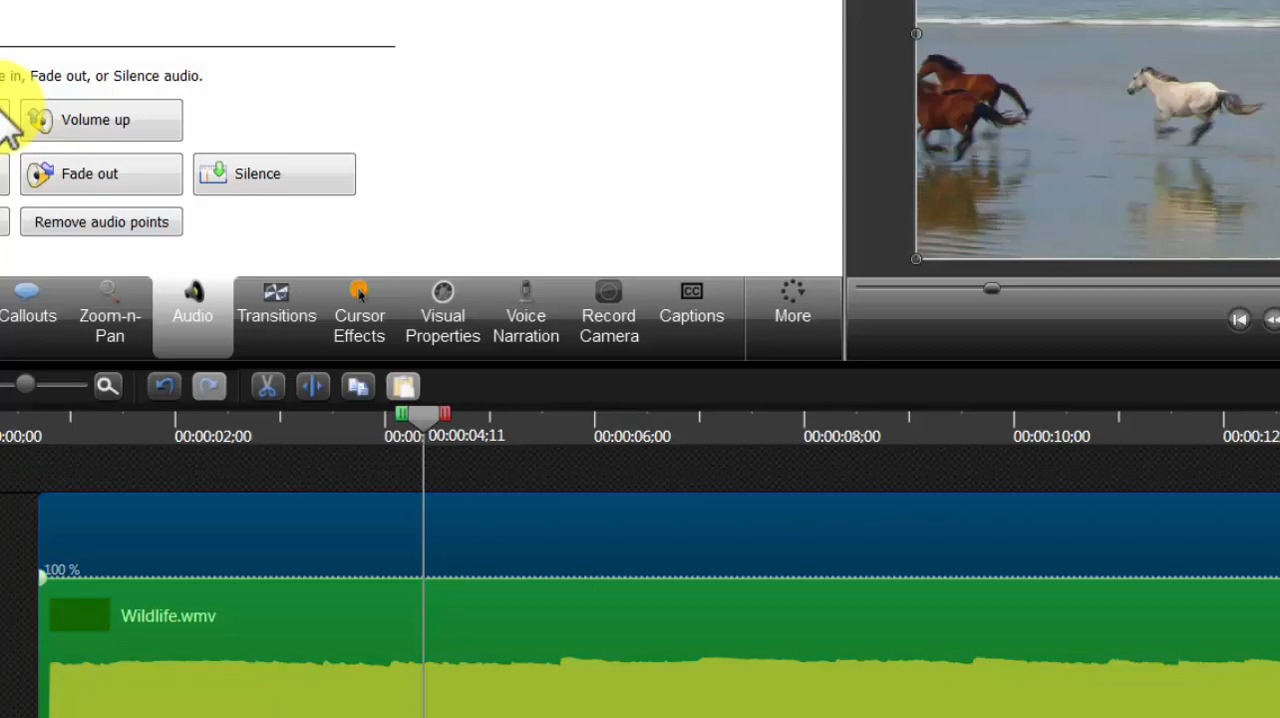 e in, Fade out, or Silence audio.
Volume up
Fade out
Silence
Remove audio points
Callouts
Zoom-n-
Pan
Audio
Transitions
Cursor
Effects
Visual
Properties
Voice
Narration
Record
Camera
CC
Captions
More
0:00:00
00:00:02;00
00:00:
00:00:04;11
00:00:06;00
00:00:08;00
00:00:10;00
00:00:12
100 %
Wildlife.wmv